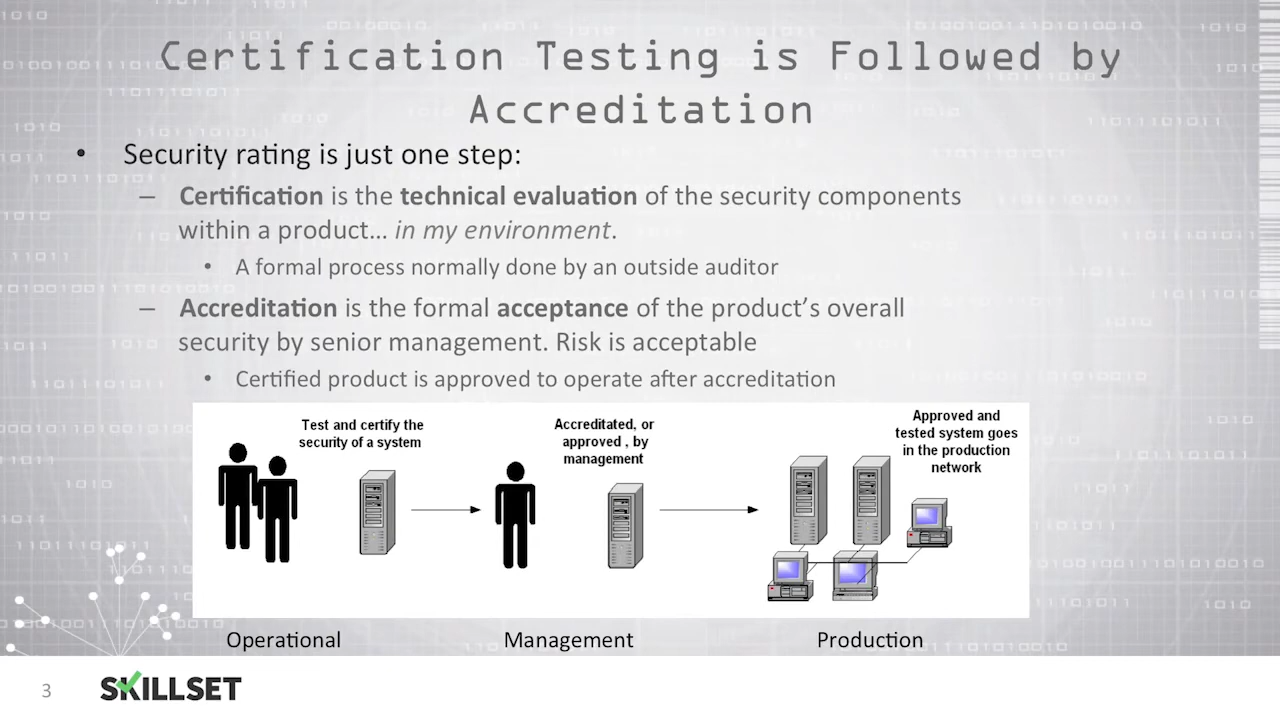 Certification Testing is Followed by
Accreditation
• Security rating is just one step:
– Certification is the technical evaluation of the security components
within a product… in my environment.
• A formal process normally done by an outside auditor
– Accreditation is the formal acceptance of the product’s overall
security by senior management. Risk is acceptable
• Certified product is approved to operate after accreditation
Test and certify the
security of a system
Accreditated, or
approved , by
management
Approved and
tested system goes
in the production
network
Operational
Management
Production
3
SKILLSET